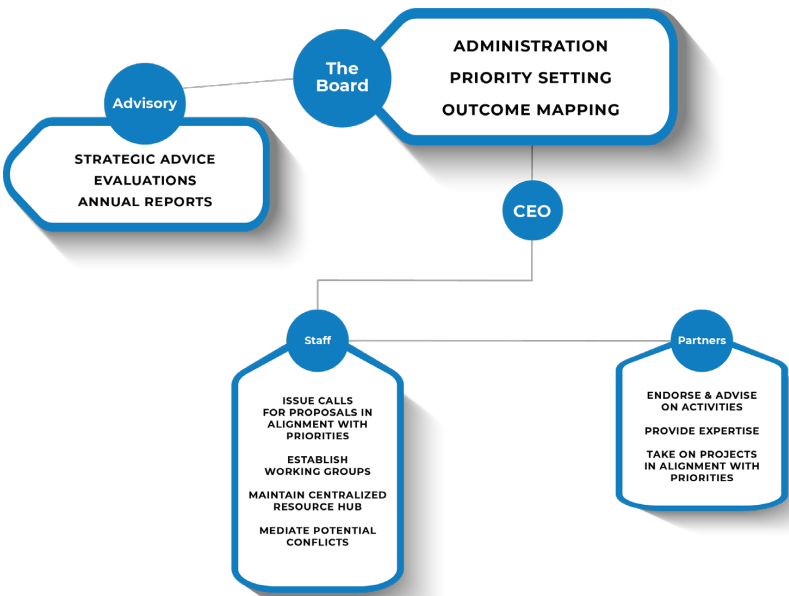 The
Board
ADMINISTRATION
PRIORITY SETTING
OUTCOME MAPPING
Advisory
STRATEGIC ADVICE
EVALUATIONS
ANNUAL REPORTS
CEO
Staff
ISSUE CALLS
FOR PROPOSALS IN
ALIGNMENT WITH
PRIORITIES
ESTABLISH
WORKING GROUPS
MAINTAIN CENTRALIZED
RESOURCE HUB
MEDIATE POTENTIAL
CONFLICTS
Partners
ENDORSE & ADVISE
ON ACTIVITIES
PROVIDE EXPERTISE
TAKE ON PROJECTS
IN ALIGNMENT WITH
PRIORITIES